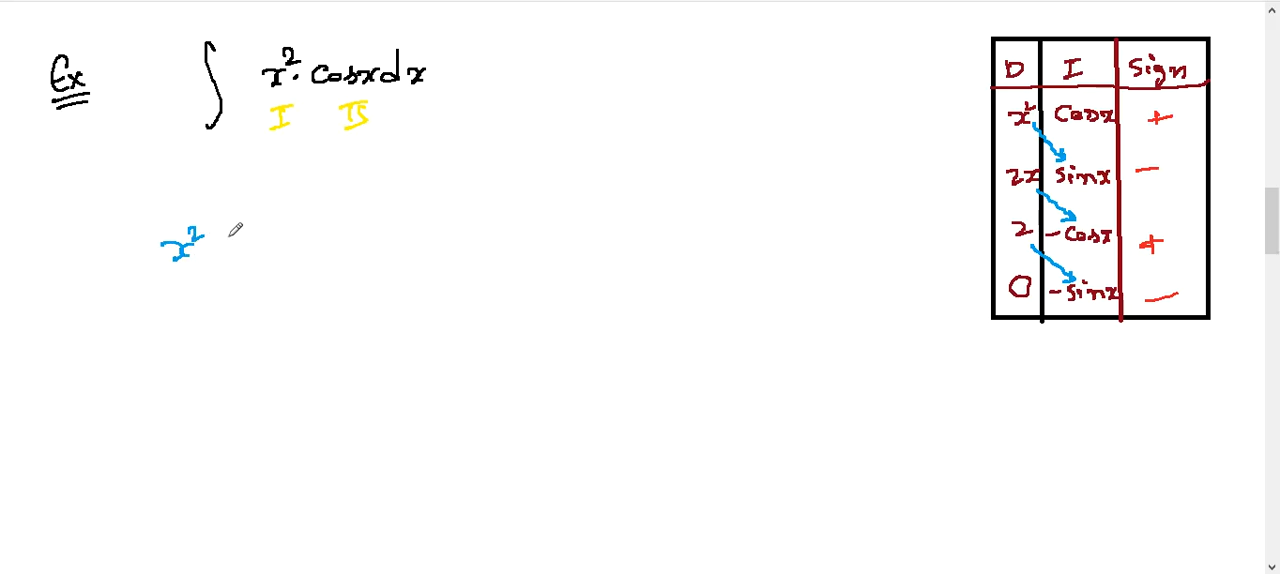 Ex ∫ x². cosx dx
I II
x²
D I Sign
x² cosx +
2x sinx -
2 -cosx +
0 -sinx -